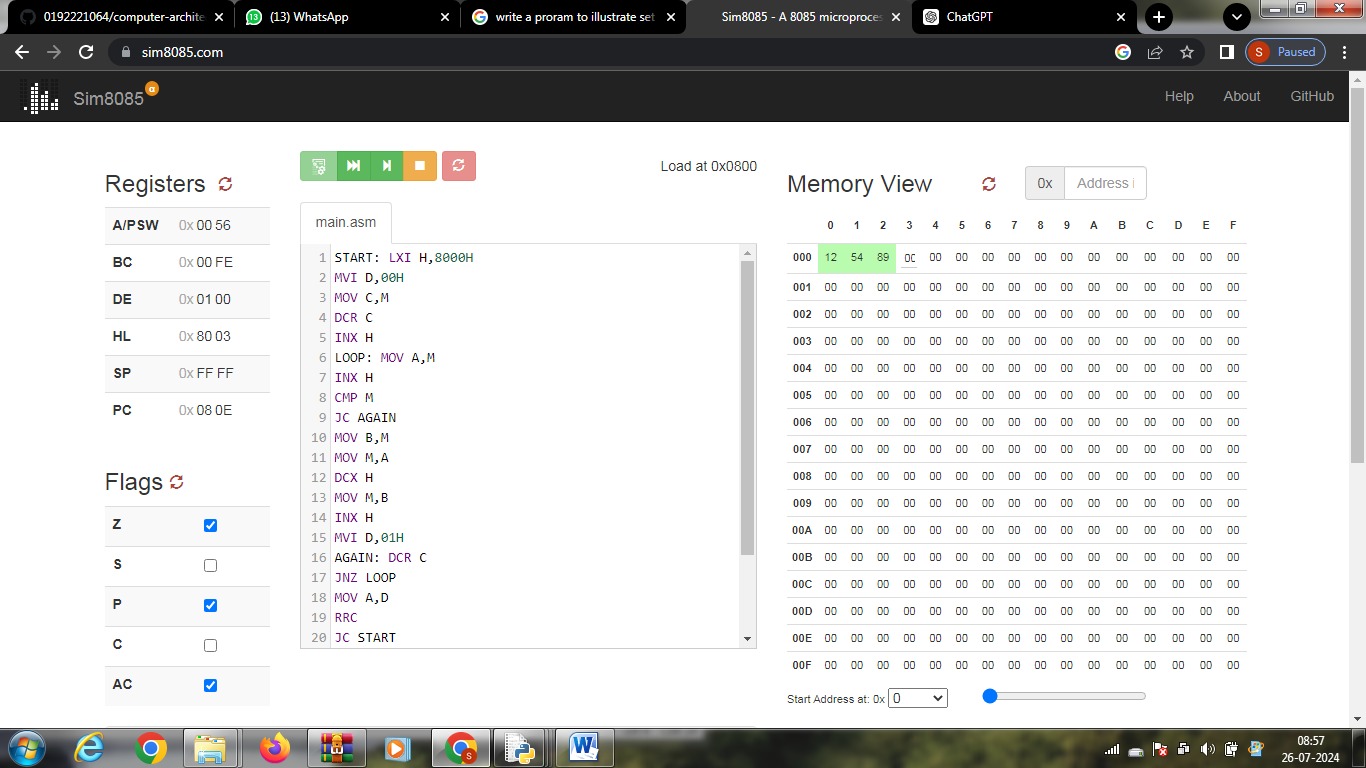 0192221064/computer-archite
(13) WhatsApp
write a proram to illustrate set
Sim8085 - A 8085 microproces
ChatGPT
sim8085.com
S Paused
Sim8085 α
Help About GitHub
Registers
A/PSW 0x 00 56
BC 0x 00 FE
DE 0x 01 00
HL 0x 80 03
SP 0x FF FF
PC 0x 08 0E
Flags
Z
S
P
C
AC
Load at 0x0800
main.asm
1 START: LXI H,8000H
2 MVI D,00H
3 MOV C,M
4 DCR C
5 INX H
6 LOOP: MOV A,M
7 INX H
8 CMP M
9 JC AGAIN
10 MOV B,M
11 MOV M,A
12 DCX H
13 MOV M,B
14 INX H
15 MVI D,01H
16 AGAIN: DCR C
17 JNZ LOOP
18 MOV A,D
19 RRC
20 JC START
Memory View
0x Address
0 1 2 3 4 5 6 7 8 9 A B C D E F
000 12 54 89 00 00 00 00 00 00 00 00 00 00 00 00 00
001 00 00 00 00 00 00 00 00 00 00 00 00 00 00 00 00
002 00 00 00 00 00 00 00 00 00 00 00 00 00 00 00 00
003 00 00 00 00 00 00 00 00 00 00 00 00 00 00 00 00
004 00 00 00 00 00 00 00 00 00 00 00 00 00 00 00 00
005 00 00 00 00 00 00 00 00 00 00 00 00 00 00 00 00
006 00 00 00 00 00 00 00 00 00 00 00 00 00 00 00 00
007 00 00 00 00 00 00 00 00 00 00 00 00 00 00 00 00
008 00 00 00 00 00 00 00 00 00 00 00 00 00 00 00 00
009 00 00 00 00 00 00 00 00 00 00 00 00 00 00 00 00
00A 00 00 00 00 00 00 00 00 00 00 00 00 00 00 00 00
00B 00 00 00 00 00 00 00 00 00 00 00 00 00 00 00 00
00C 00 00 00 00 00 00 00 00 00 00 00 00 00 00 00 00
00D 00 00 00 00 00 00 00 00 00 00 00 00 00 00 00 00
00E 00 00 00 00 00 00 00 00 00 00 00 00 00 00 00 00
00F 00 00 00 00 00 00 00 00 00 00 00 00 00 00 00 00
Start Address at: 0x 0
08:57
26-07-2024